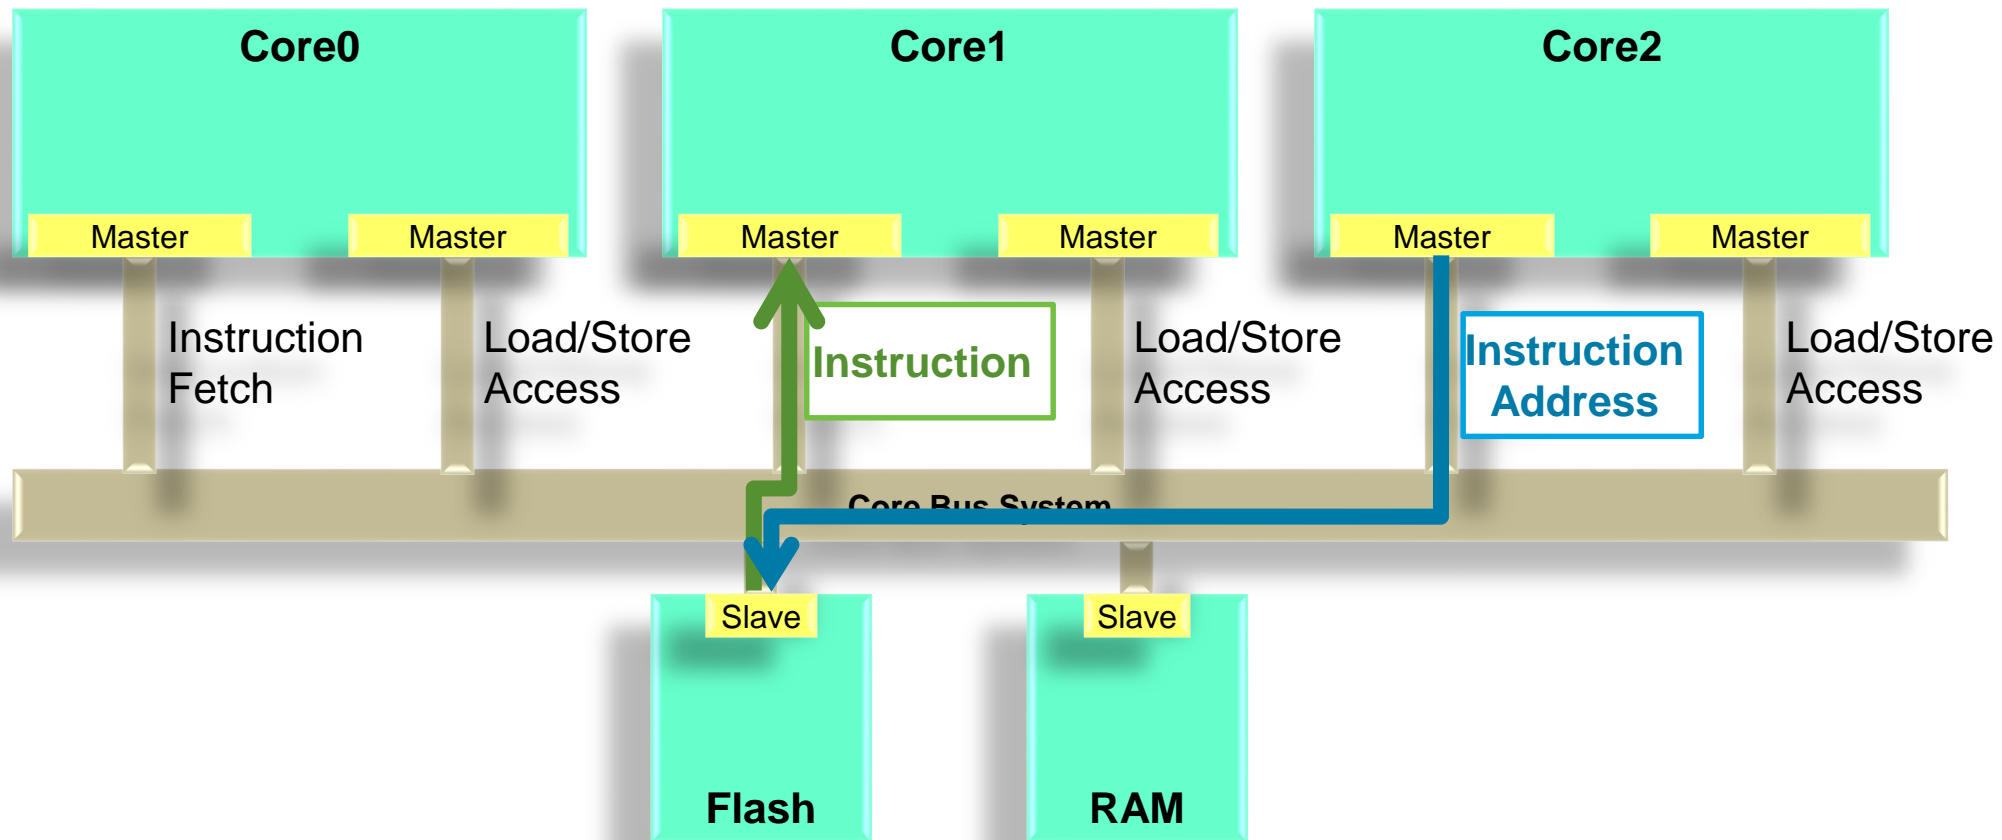 Core0
Core1
Core2
Master
Master
Master
Master
Master
Master
Instruction
Fetch
Load/Store
Access
Instruction
Load/Store
Access
Instruction
Address
Load/Store
Access
Core Bus System
Slave
Slave
Flash
RAM